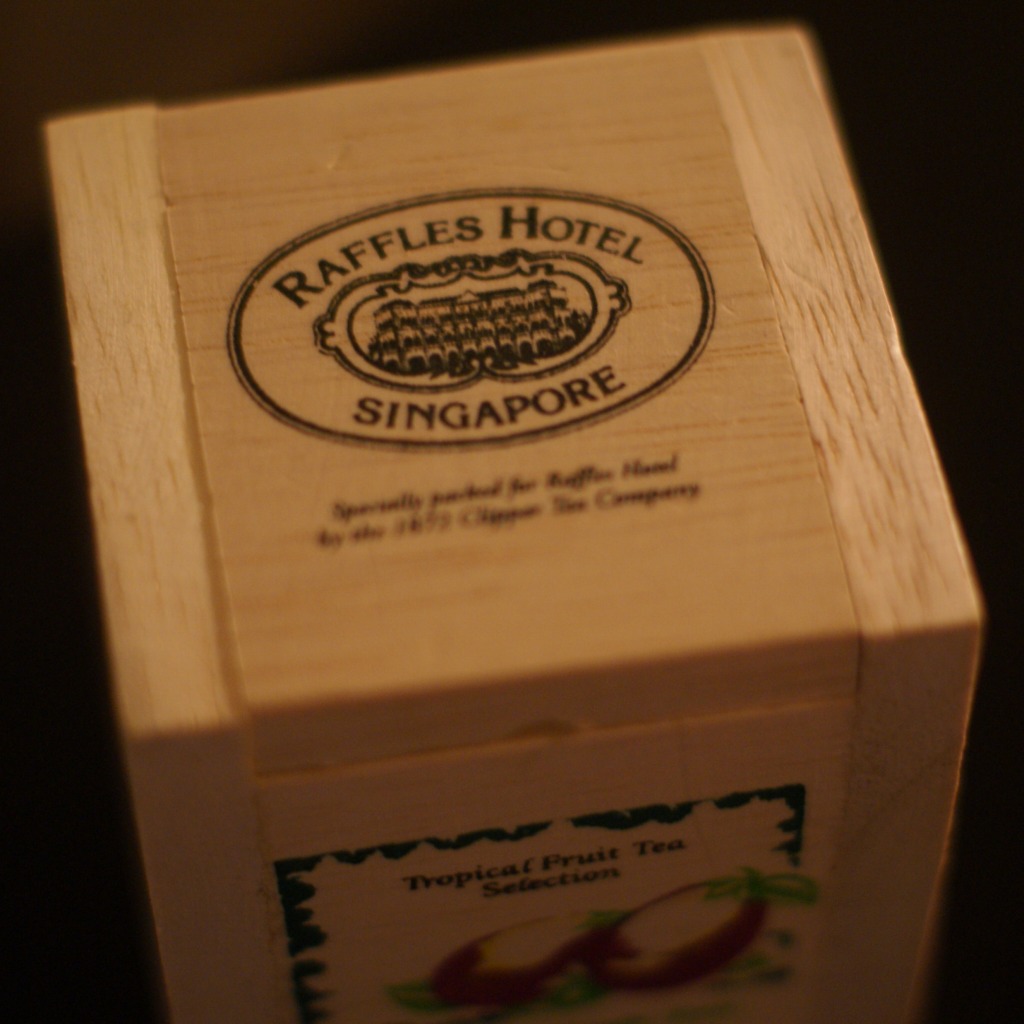 RAFFLES HOTEL
SINGAPORE
Specially packed for Raffles Hotel
by the 1872 Clipper Tea Company
Tropical Fruit Tea
Selection